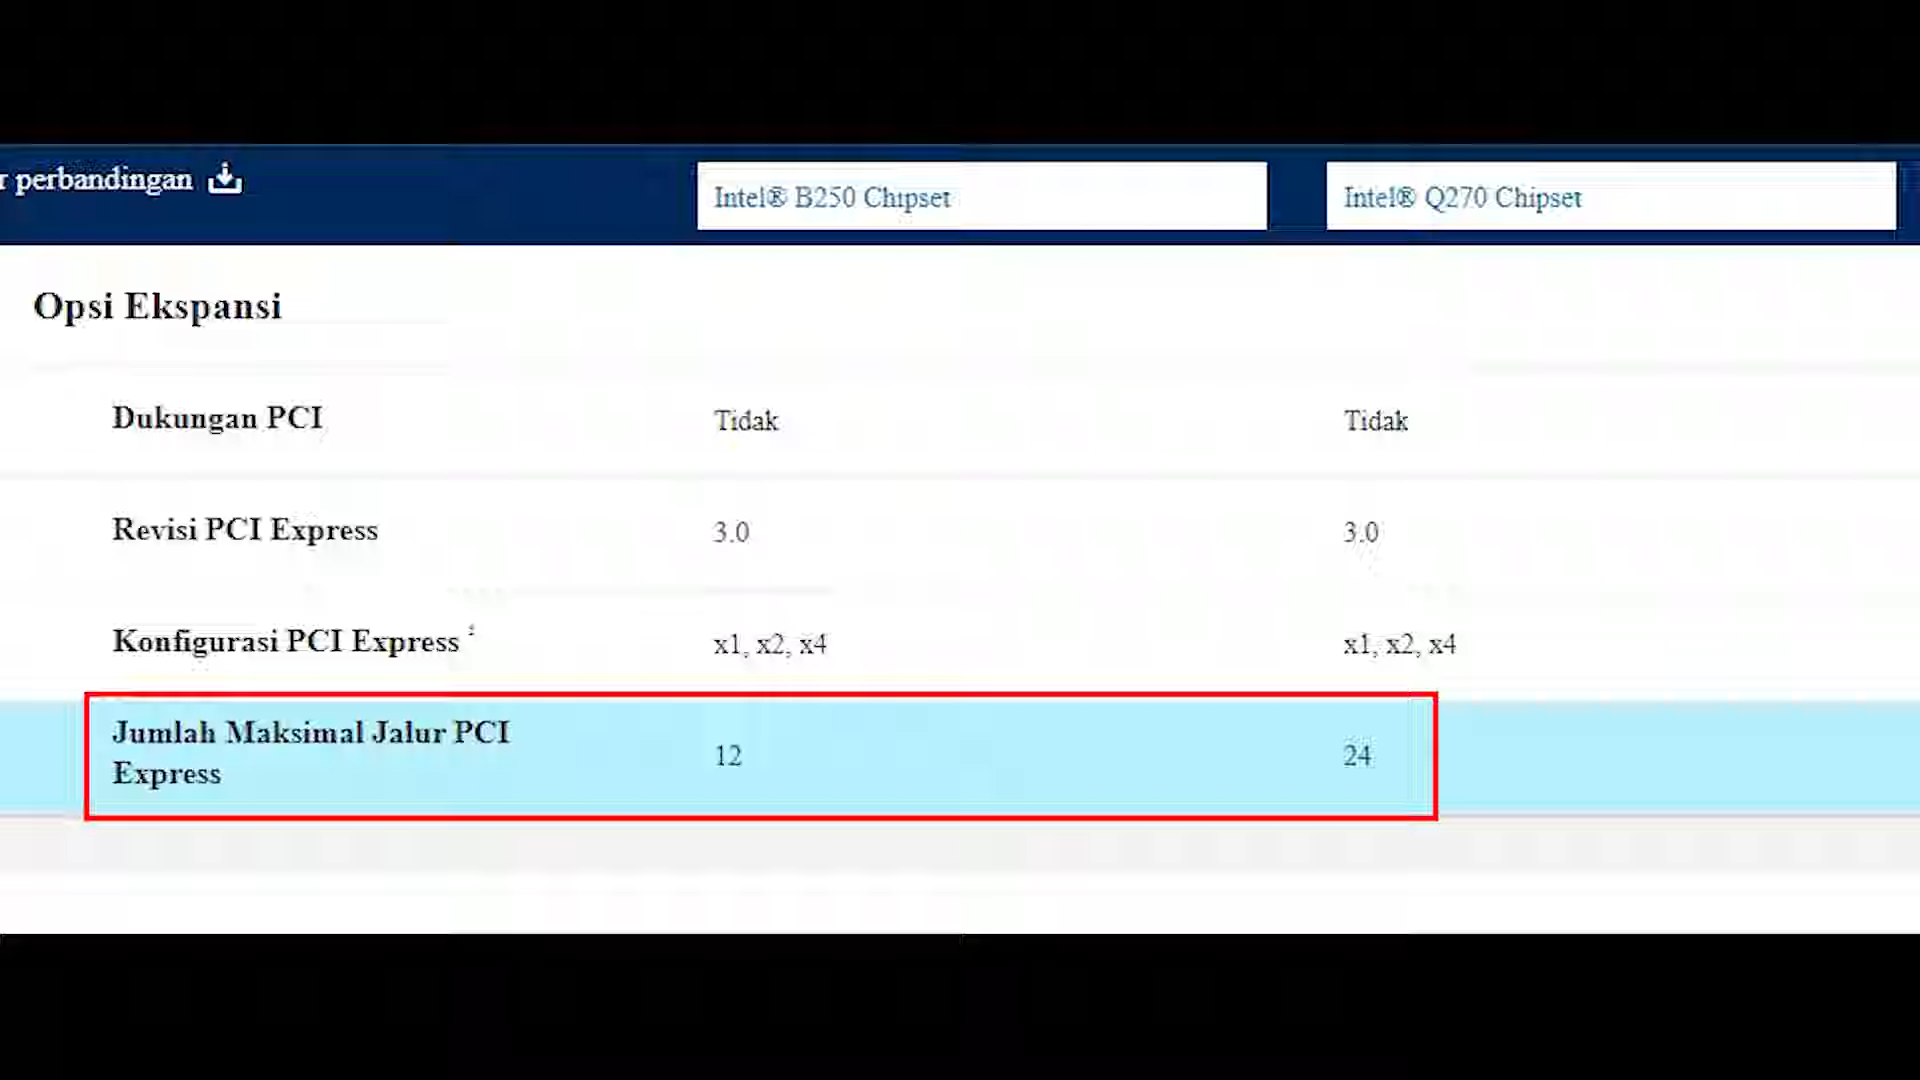 r perbandingan
Intel® B250 Chipset
Intel® Q270 Chipset
Opsi Ekspansi
Dukungan PCI
Tidak
Tidak
Revisi PCI Express
3.0
3.0
Konfigurasi PCI Express
x1, x2, x4
x1, x2, x4
Jumlah Maksimal Jalur PCI
Express
12
24